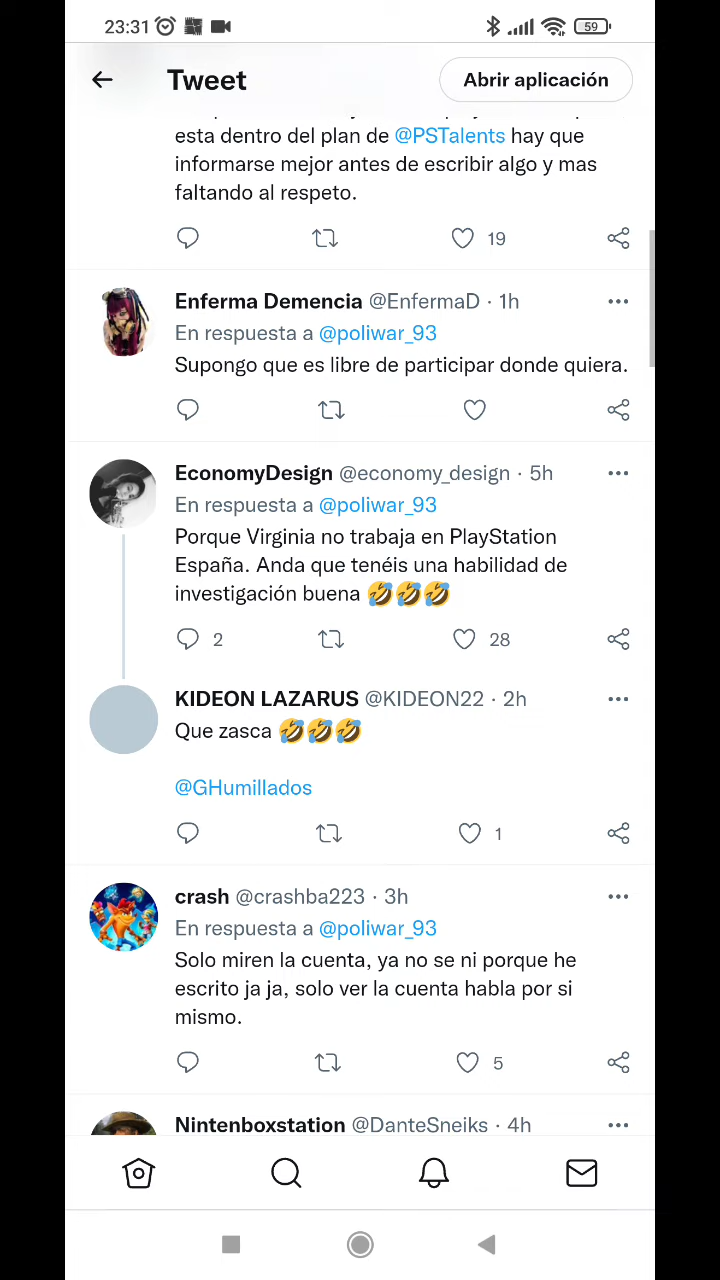 23:31
59
Tweet
Abrir aplicación
esta dentro del plan de @PSTalents hay que
informarse mejor antes de escribir algo y mas
faltando al respeto.
19
Enferma Demencia @EnfermaD · 1h
En respuesta a @poliwar_93
Supongo que es libre de participar donde quiera.
EconomyDesign @economy_design · 5h
En respuesta a @poliwar_93
Porque Virginia no trabaja en PlayStation
España. Anda que tenéis una habilidad de
investigación buena 🤣🤣🤣
2
28
KIDEON LAZARUS @KIDEON22 · 2h
Que zasca 🤣🤣🤣
@GHumillados
1
crash @crashba223 · 3h
En respuesta a @poliwar_93
Solo miren la cuenta, ya no se ni porque he
escrito ja ja, solo ver la cuenta habla por si
mismo.
5
Nintenboxstation @DanteSneiks · 4h